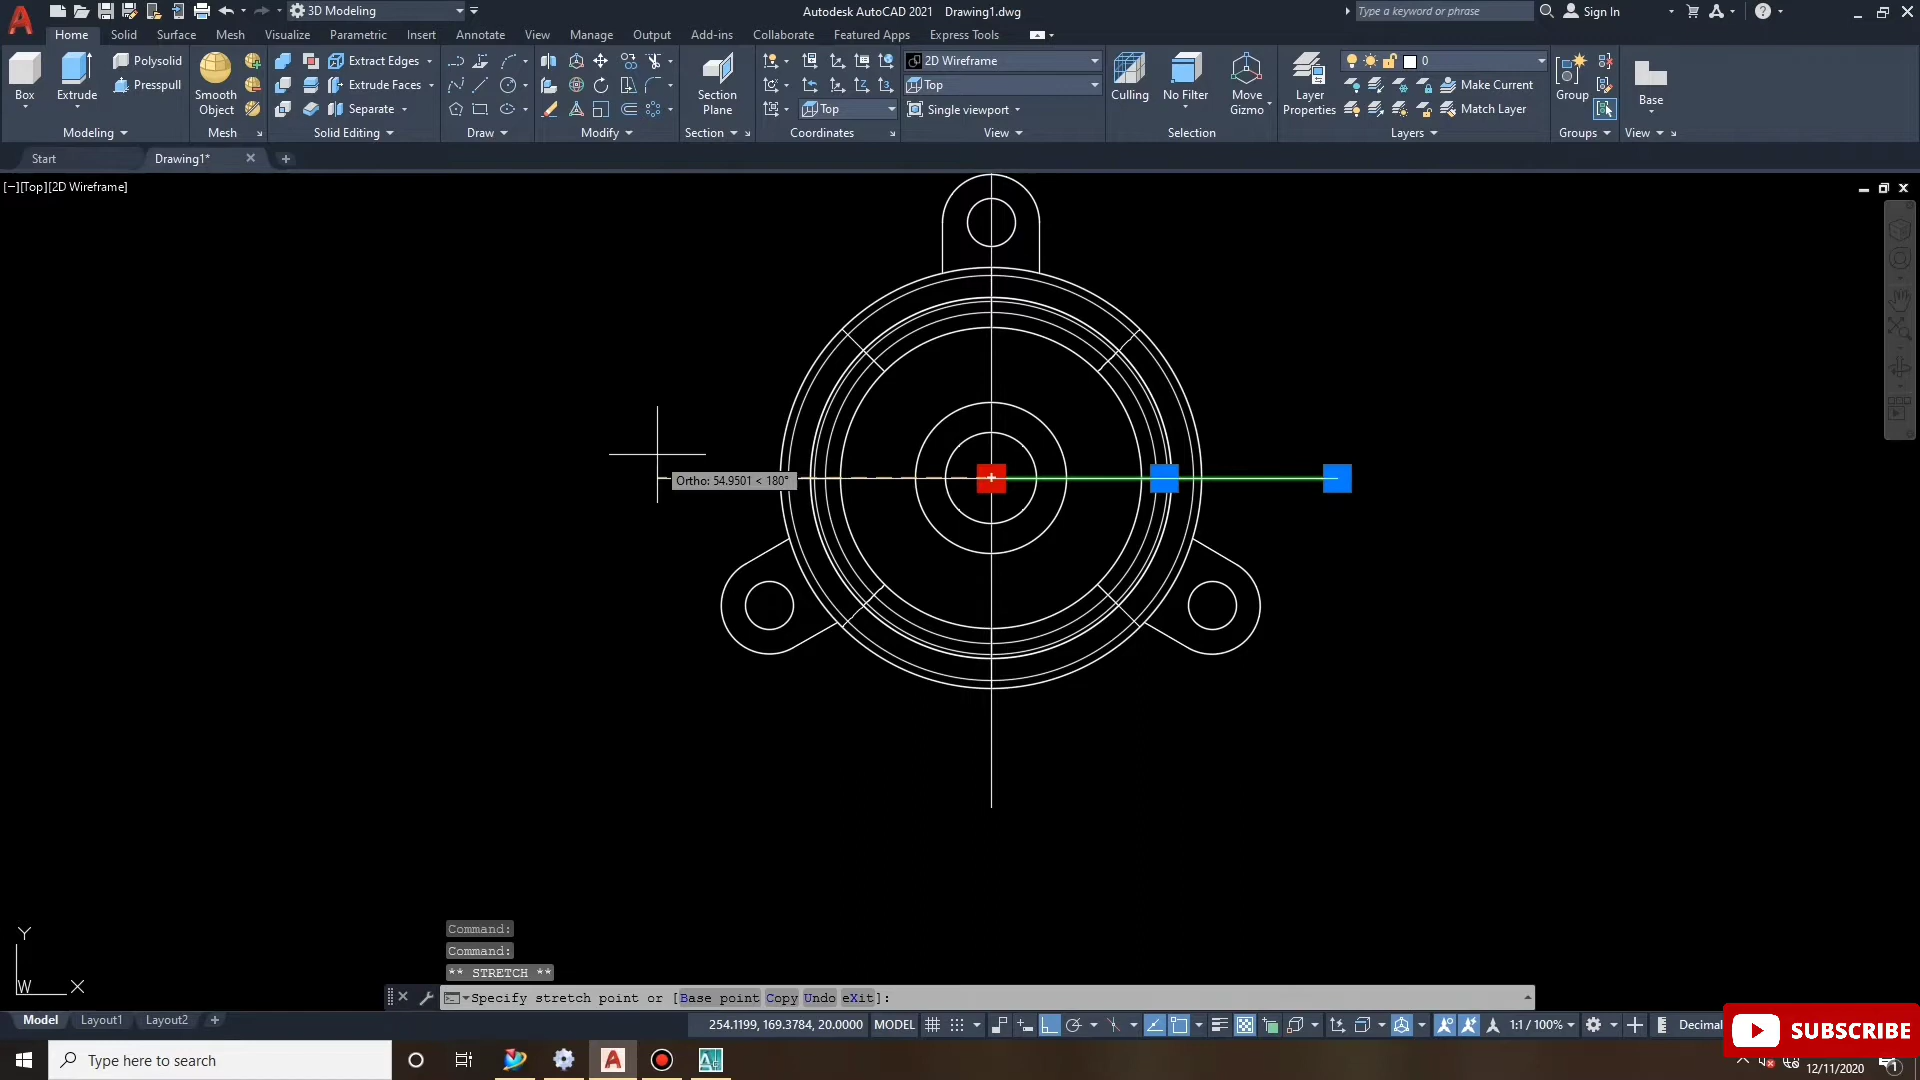 3D Modeling
Autodesk AutoCAD 2021 Drawing1.dwg
Type a keyword or phrase
Sign In
Home Solid Surface Mesh Visualize Parametric Insert Annotate View Manage Output Add-ins Collaborate Featured Apps Express Tools
Box
Extrude
Polysolid
Presspull
Smooth
Object
Extract Edges
Extrude Faces
Separate
Section
Plane
Top
2D Wireframe
Top
Single viewport
Culling
No Filter
Move
Gizmo
Layer
Properties
0
Make Current
Match Layer
Group
Base
Modeling Mesh Solid Editing Draw Modify Section Coordinates View Selection Layers Groups View
Start Drawing1*
[−][Top][2D Wireframe]
Ortho: 54.9501 < 180°
Y
W X
Command:
Command:
** STRETCH **
Specify stretch point or [Base point Copy Undo eXit]:
Model Layout1 Layout2
254.1199, 169.3784, 20.0000 MODEL
1:1 / 100%
Decimal
SUBSCRIBE
Type here to search
12/11/2020
1